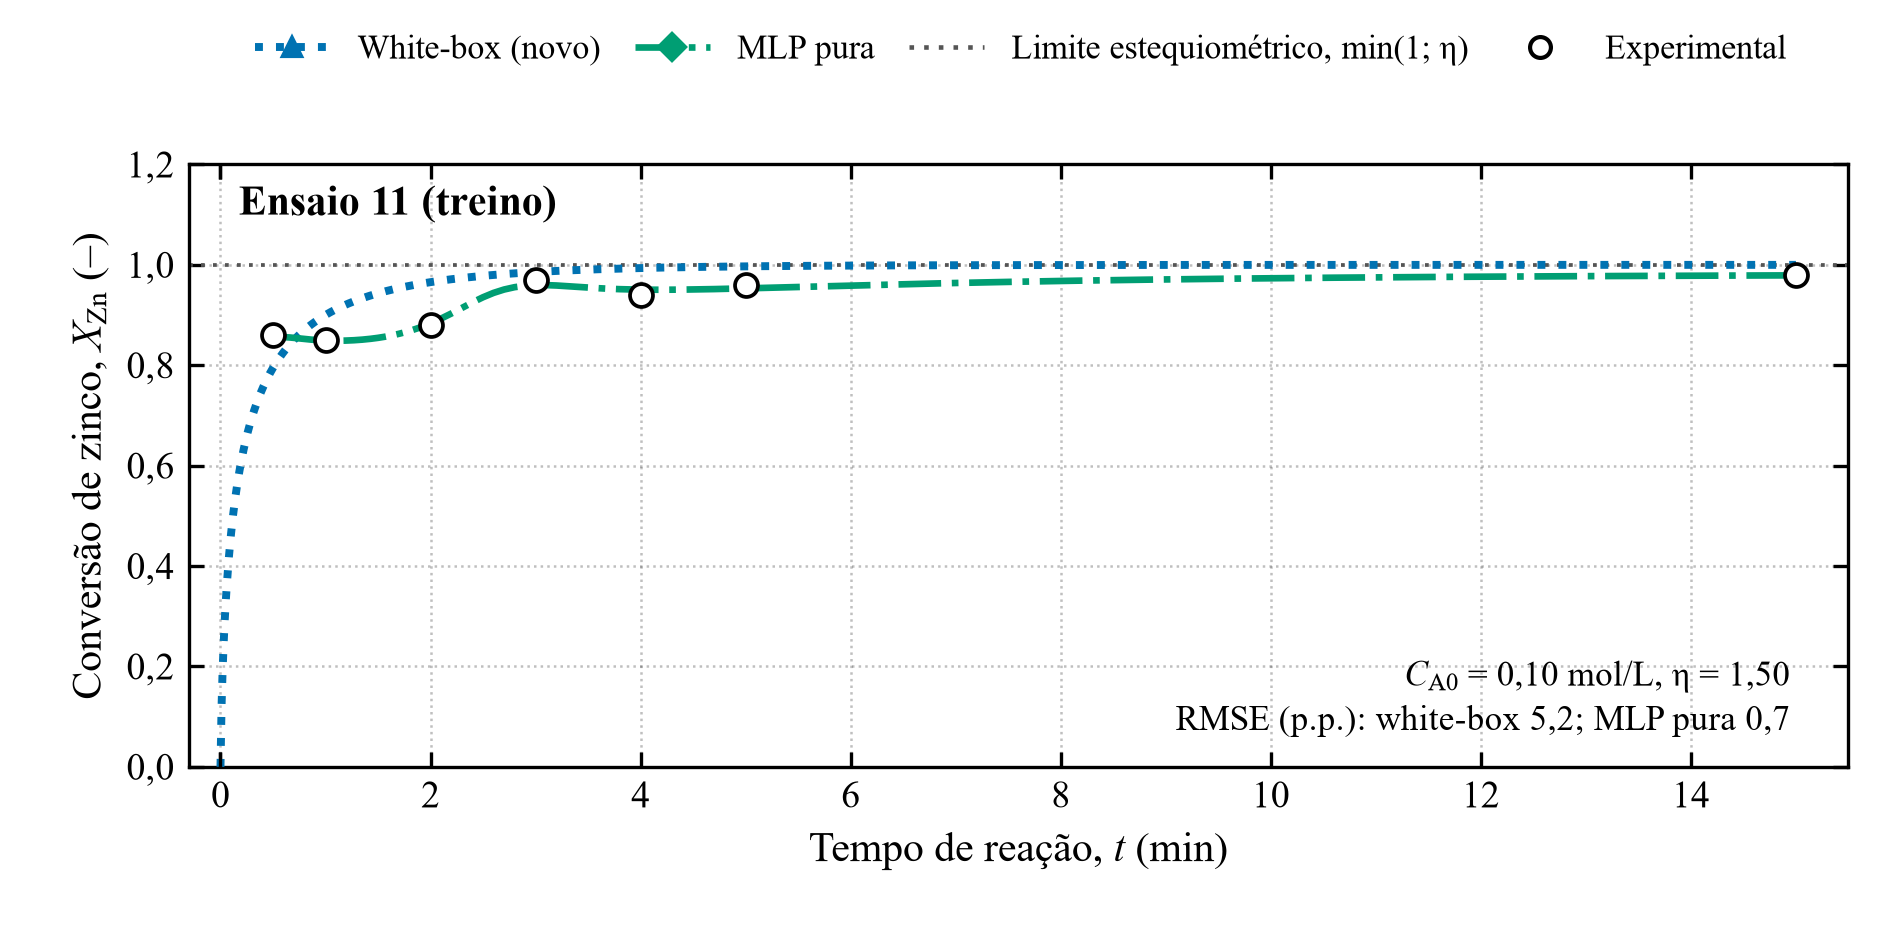 White-box (novo) MLP pura Limite estequiométrico, min(1; η) Experimental
Ensaio 11 (treino)
1,2
1,0
0,8
0,6
0,4
0,2
0,0
Conversão de zinco, X_Zn (−)
C_A0 = 0,10 mol/L, η = 1,50
RMSE (p.p.): white-box 5,2; MLP pura 0,7
0 2 4 6 8 10 12 14
Tempo de reação, t (min)